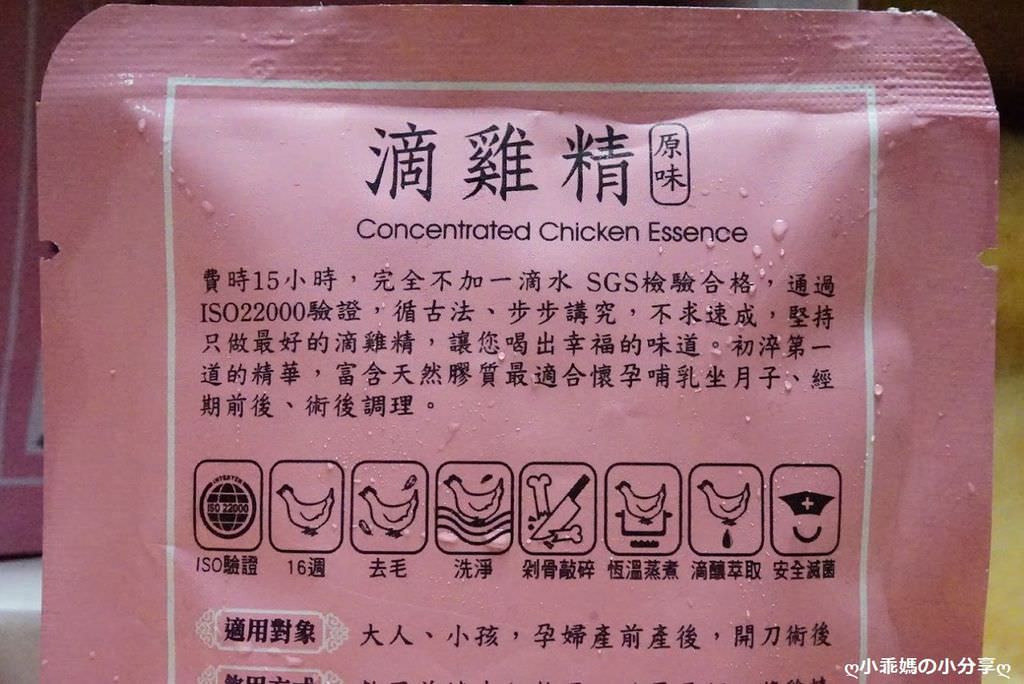 滴雞精 原味
Concentrated Chicken Essence
費時15小時，完全不加一滴水 SGS檢驗合格，通過
ISO22000驗證，循古法、步步講究，不求速成，堅持
只做最好的滴雞精，讓您喝出幸福的味道。初淬第一
道的精華，富含天然膠質最適合懷孕哺乳坐月子、經
期前後、術後調理。
INTERTEK
ISO 22000
ISO驗證 16週 去毛 洗淨 剁骨敲碎 恆溫蒸煮 滴釀萃取 安全滅菌
適用對象 大人、小孩，孕婦產前產後，開刀術後
ღ小乖媽の小分享ღ